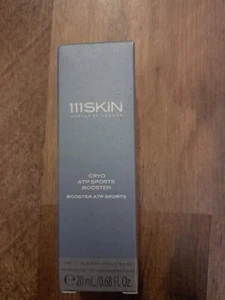 111SKIN
CRYO
ATP SPORTS
BOOSTER
BOOSTER ATP SPORTS
℮ 20 mL./0.68 Fl. Oz.